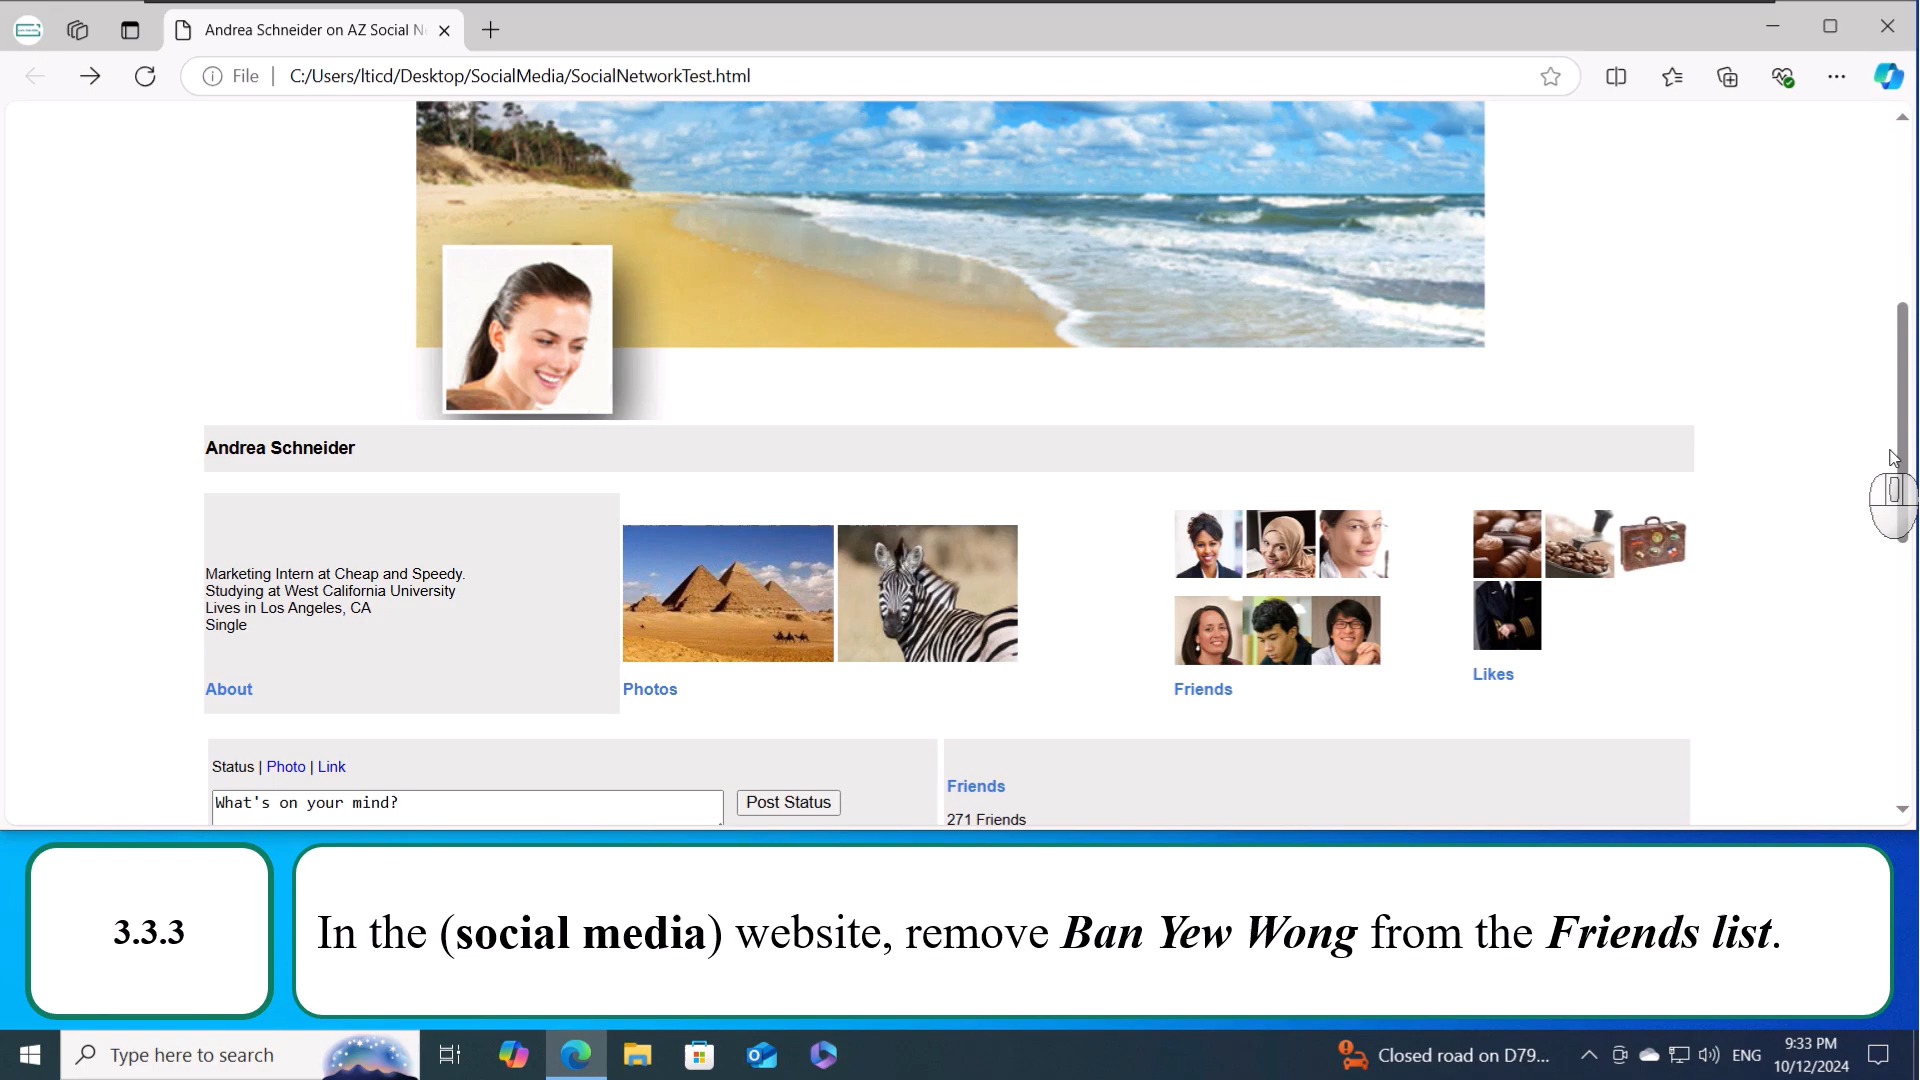 Andrea Schneider on AZ Social N
File
C:/Users/lticd/Desktop/SocialMedia/SocialNetworkTest.html
Andrea Schneider
Marketing Intern at Cheap and Speedy.
Studying at West California University
Lives in Los Angeles, CA
Single
About
Photos
Friends
Likes
Status | Photo | Link
What's on your mind?
Post Status
Friends
271 Friends
3.3.3
In the (social media) website, remove Ban Yew Wong from the Friends list.
Type here to search
Closed road on D79...
ENG
9:33 PM
10/12/2024